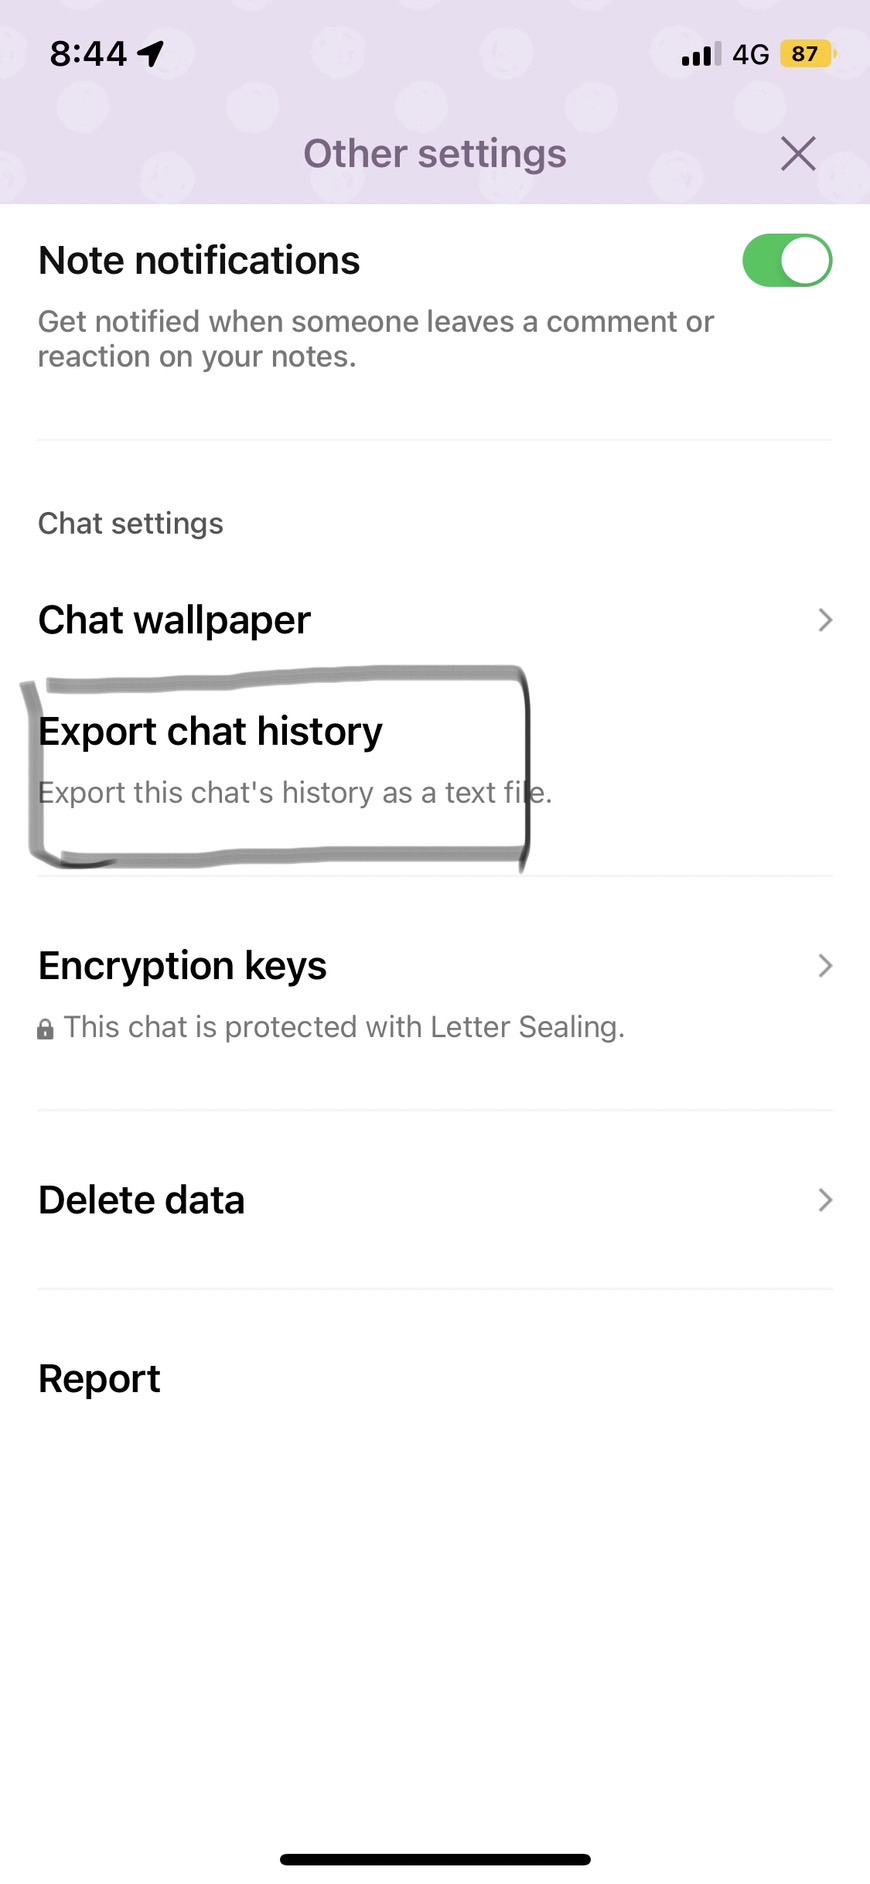 8:44
4G
87
Other settings
Note notifications
Get notified when someone leaves a comment or
reaction on your notes.
Chat settings
Chat wallpaper
Export chat history
Export this chat's history as a text file.
Encryption keys
This chat is protected with Letter Sealing.
Delete data
Report